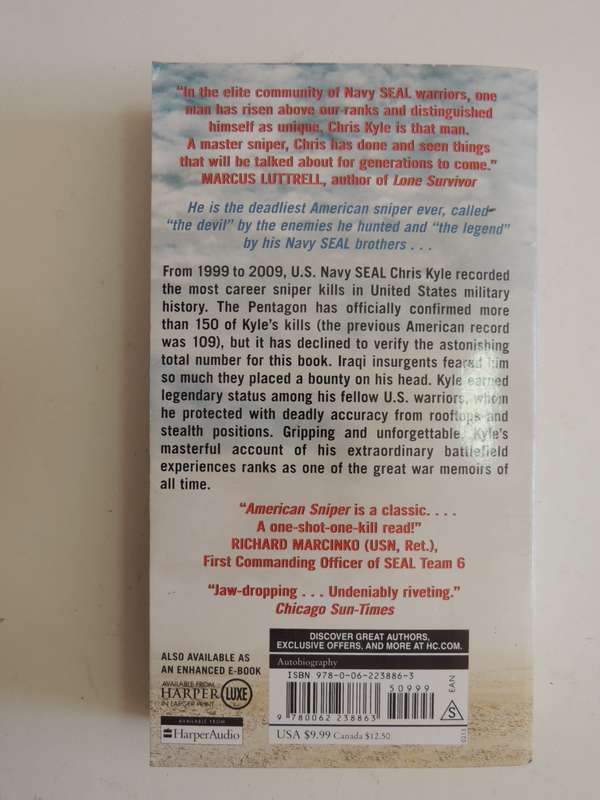 "In the elite community of Navy SEAL warriors, one
man has risen above our ranks and distinguished
himself as unique. Chris Kyle is that man.
A master sniper, Chris has done and seen things
that will be talked about for generations to come."
MARCUS LUTTRELL, author of Lone Survivor
He is the deadliest American sniper ever, called
"the devil" by the enemies he hunted and "the legend"
by his Navy SEAL brothers . . .
From 1999 to 2009, U.S. Navy SEAL Chris Kyle recorded
the most career sniper kills in United States military
history. The Pentagon has officially confirmed more
than 150 of Kyle's kills (the previous American record
was 109), but it has declined to verify the astonishing
total number for this book. Iraqi insurgents feared him
so much they placed a bounty on his head. Kyle earned
legendary status among his fellow U.S. warriors, whom
he protected with deadly accuracy from rooftops and
stealth positions. Gripping and unforgettable, Kyle's
masterful account of his extraordinary battlefield
experiences ranks as one of the great war memoirs of
all time.
"American Sniper is a classic. . . .
A one-shot-one-kill read!"
RICHARD MARCINKO (USN, Ret.),
First Commanding Officer of SEAL Team 6
"Jaw-dropping . . . Undeniably riveting."
Chicago Sun-Times
DISCOVER GREAT AUTHORS,
EXCLUSIVE OFFERS, AND MORE AT HC.COM.
Autobiography
ISBN 978-0-06-223886-3
50999
EAN
9 780062 238863
S
USA $9.99 Canada $12.50
ALSO AVAILABLE AS
AN ENHANCED E-BOOK
AVAILABLE FROM
HARPER LUXE
IN LARGER PRINT
AVAILABLE FROM
HarperAudio